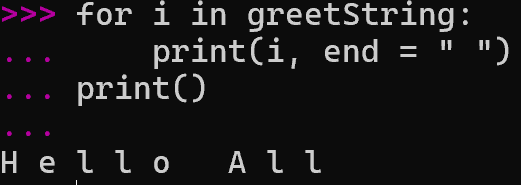 >>> for i in greetString:
...     print(i, end = " ")
... print()
...
H e l l o   A l l